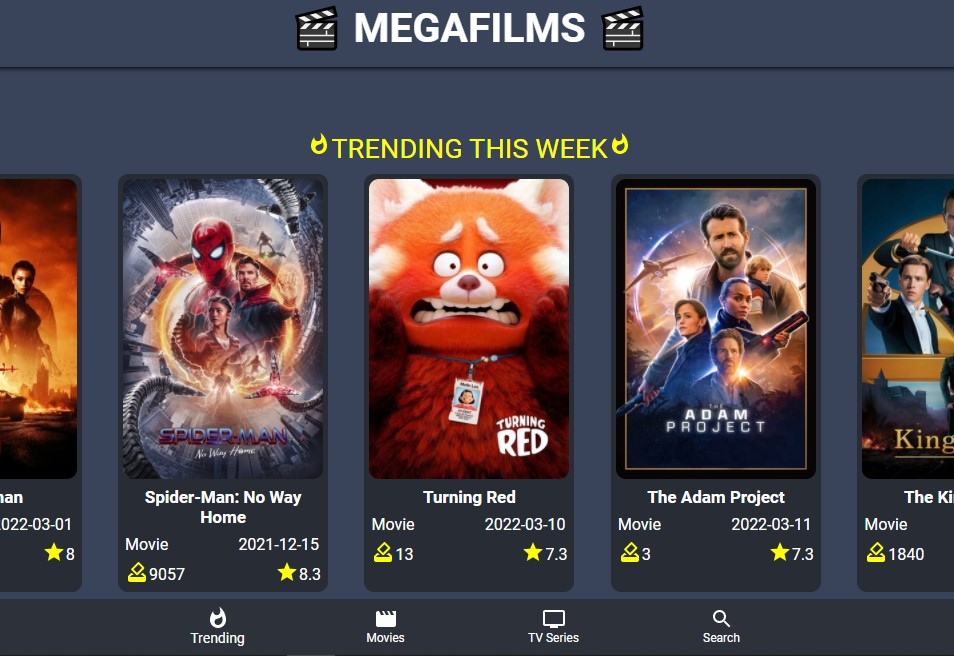 MEGAFILMS
TRENDING THIS WEEK
SPIDER-MAN
No Way Home
TURNING
RED
THE
ADAM
PROJECT
King
man
Spider-Man: No Way
Home
Turning Red
The Adam Project
The Ki
2022-03-01
Movie 2021-12-15
Movie 2022-03-10
Movie 2022-03-11
Movie
8
9057 8.3
13 7.3
3 7.3
1840
Trending
Movies
TV Series
Search